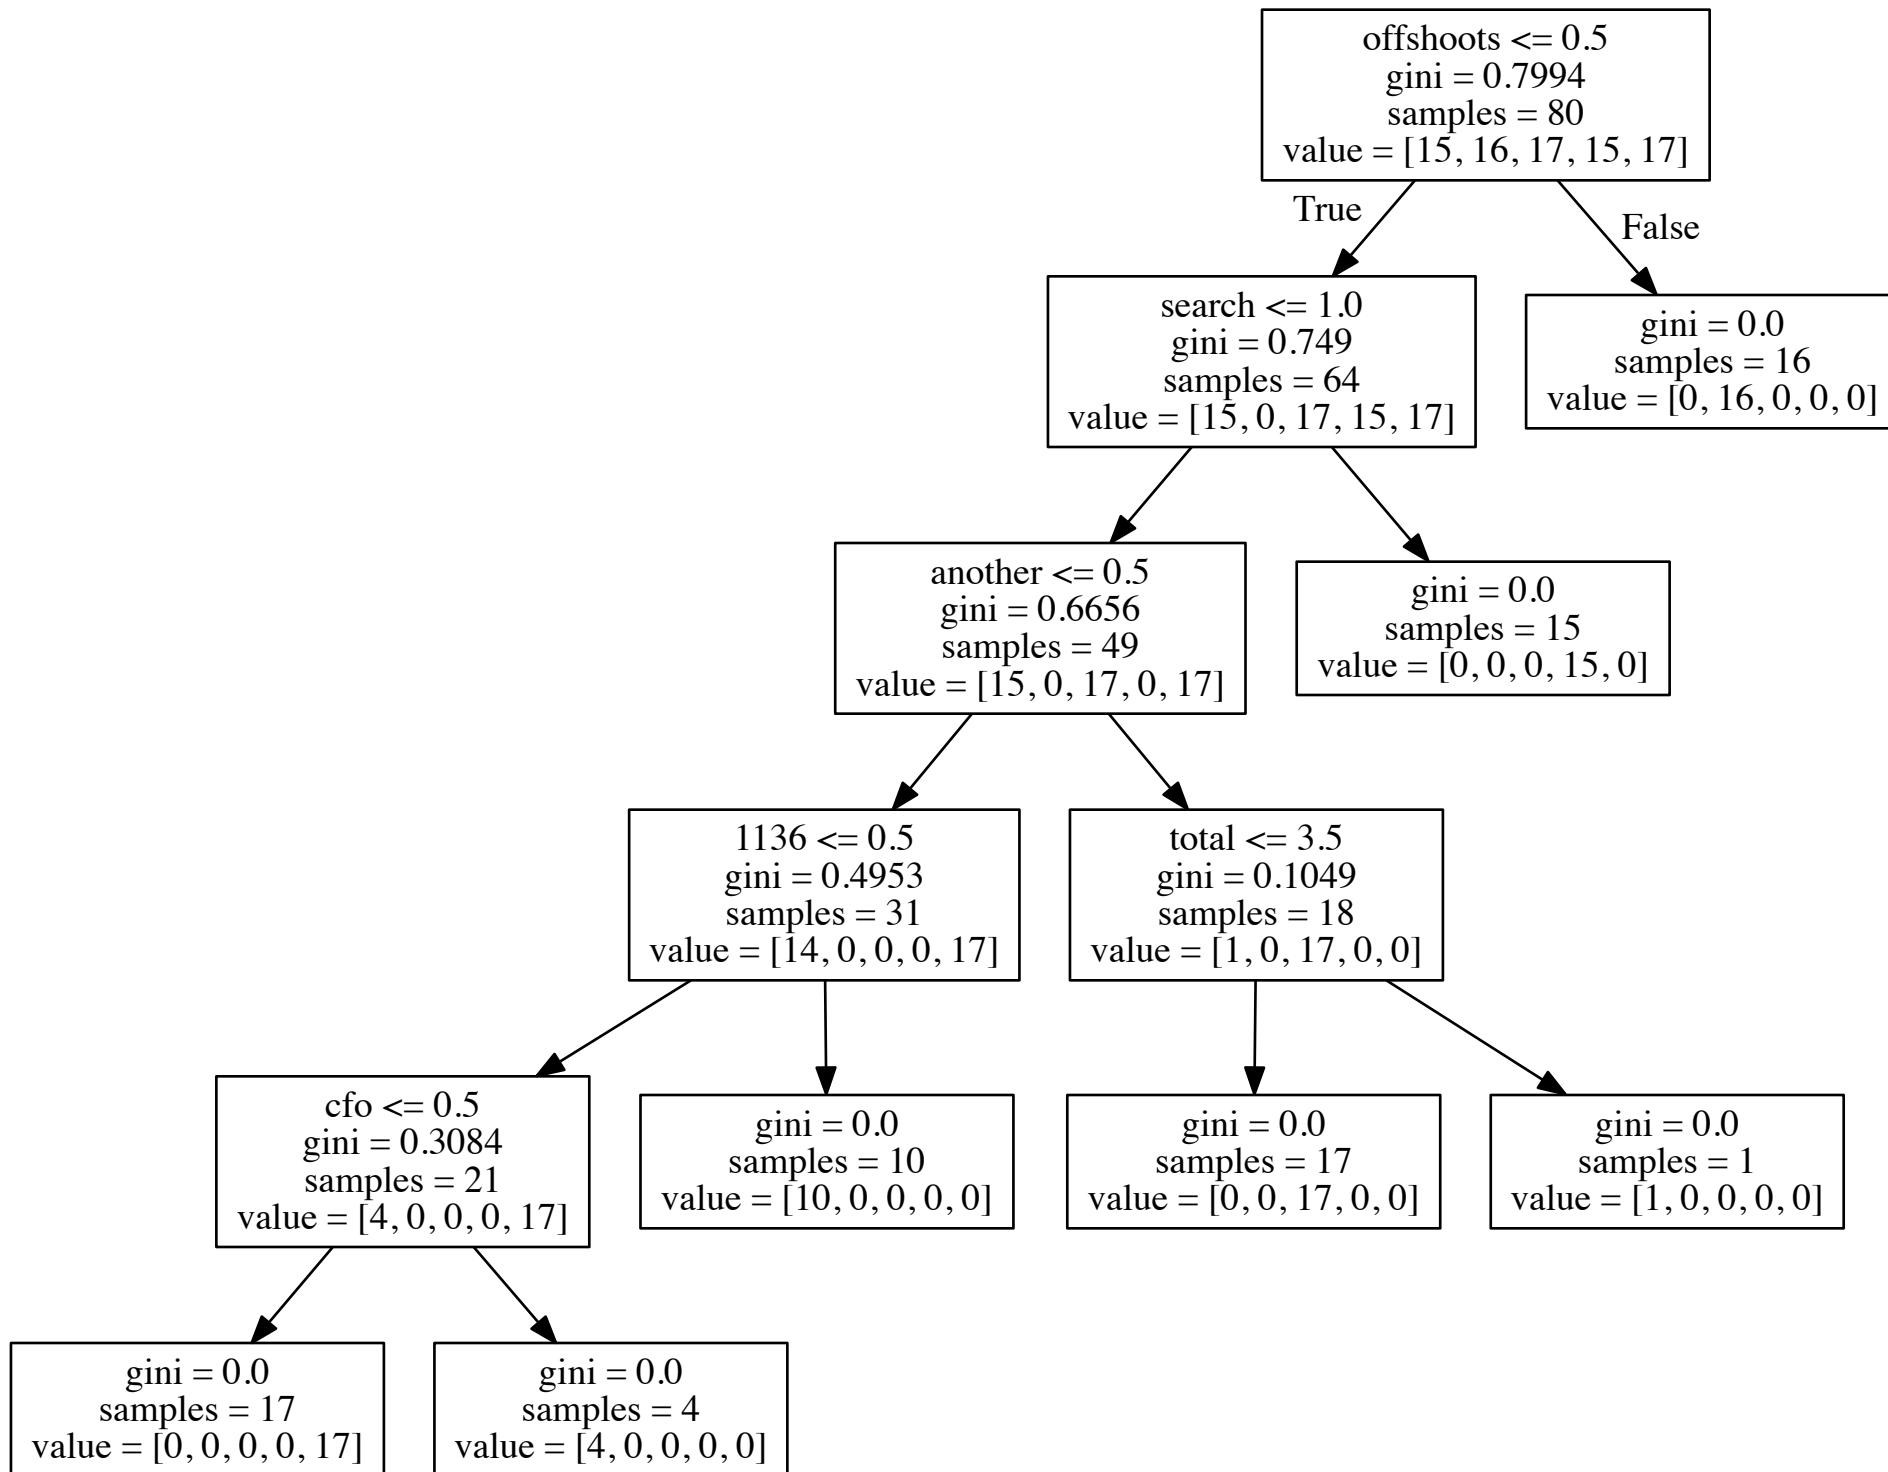 offshoots <= 0.5
gini = 0.7994
samples = 80
value = [15, 16, 17, 15, 17]
True
False
search <= 1.0
gini = 0.749
samples = 64
value = [15, 0, 17, 15, 17]
gini = 0.0
samples = 16
value = [0, 16, 0, 0, 0]
another <= 0.5
gini = 0.6656
samples = 49
value = [15, 0, 17, 0, 17]
gini = 0.0
samples = 15
value = [0, 0, 0, 15, 0]
1136 <= 0.5
gini = 0.4953
samples = 31
value = [14, 0, 0, 0, 17]
total <= 3.5
gini = 0.1049
samples = 18
value = [1, 0, 17, 0, 0]
cfo <= 0.5
gini = 0.3084
samples = 21
value = [4, 0, 0, 0, 17]
gini = 0.0
samples = 10
value = [10, 0, 0, 0, 0]
gini = 0.0
samples = 17
value = [0, 0, 17, 0, 0]
gini = 0.0
samples = 1
value = [1, 0, 0, 0, 0]
gini = 0.0
samples = 17
value = [0, 0, 0, 0, 17]
gini = 0.0
samples = 4
value = [4, 0, 0, 0, 0]